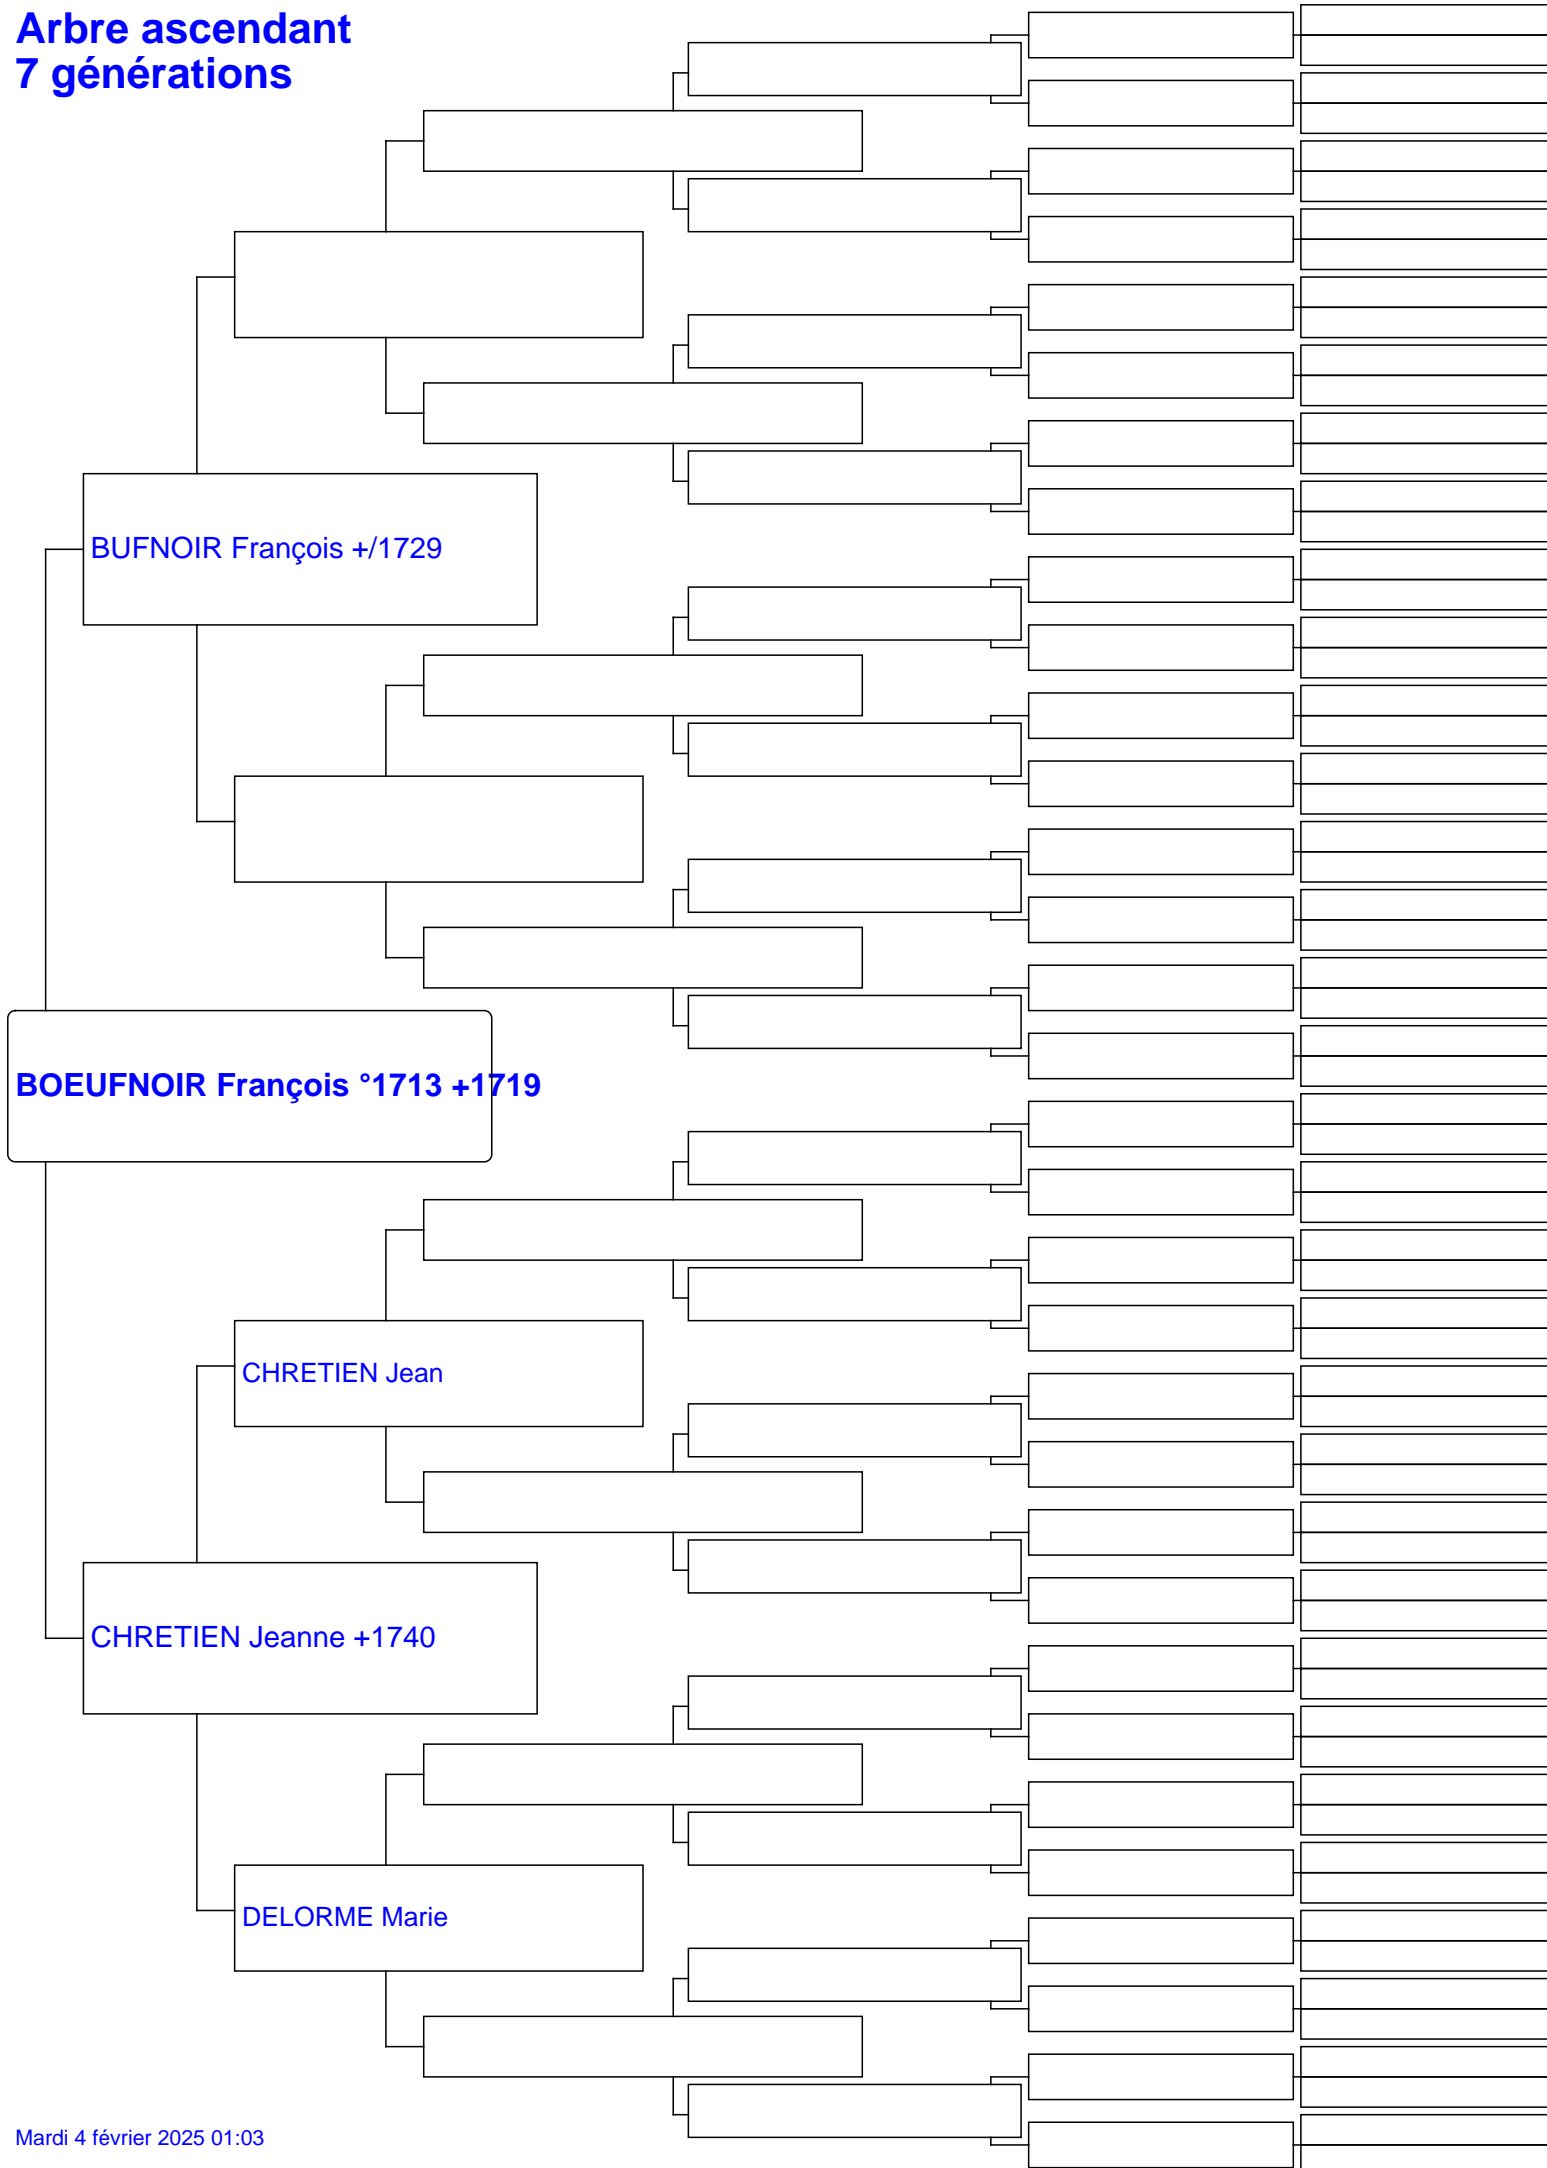 Arbre ascendant
7 générations
BUFNOIR François +/1729
BOEUFNOIR François °1713 +1719
CHRETIEN Jean
CHRETIEN Jeanne +1740
DELORME Marie
Mardi 4 février 2025 01:03